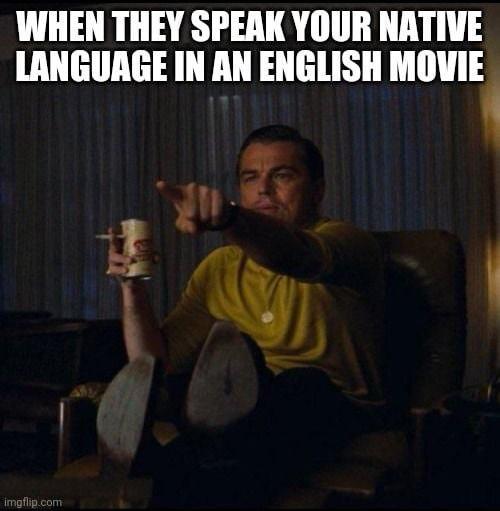 WHEN THEY SPEAK YOUR NATIVE
LANGUAGE IN AN ENGLISH MOVIE
imgflip.com